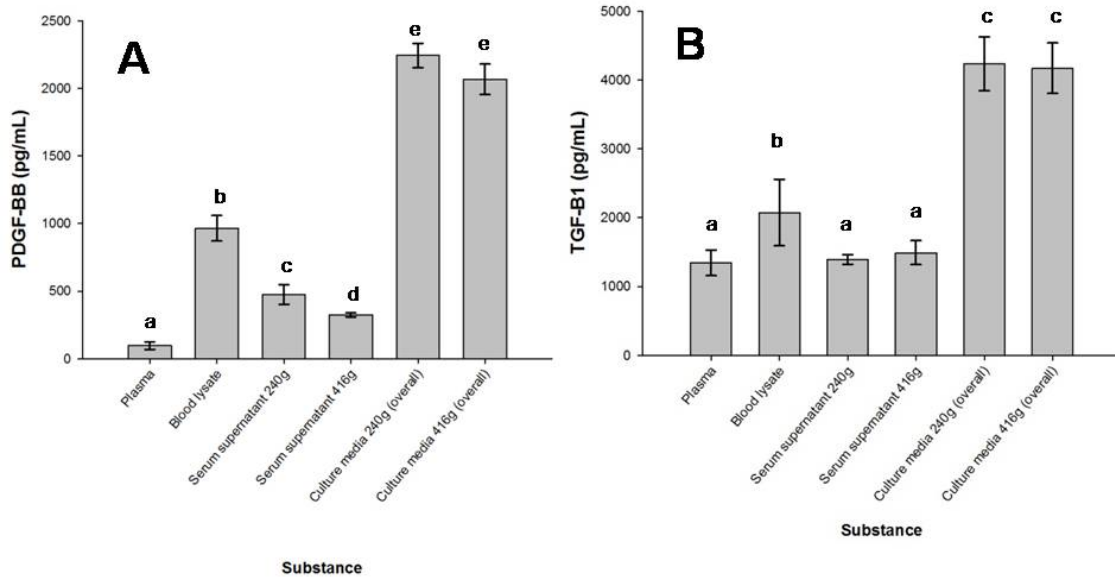 A
PDGF-BB (pg/mL)
2500
2000
1500
1000
500
0
a
b
c
d
e
e
Plasma
Blood lysate
Serum supernatant 240g
Serum supernatant 416g
Culture media 240g (overall)
Culture media 416g (overall)
Substance
B
TGF-B1 (pg/mL)
5000
4000
3000
2000
1000
0
a
b
a
a
c
c
Plasma
Blood lysate
Serum supernatant 240g
Serum supernatant 416g
Culture media 240g (overall)
Culture media 416g (overall)
Substance